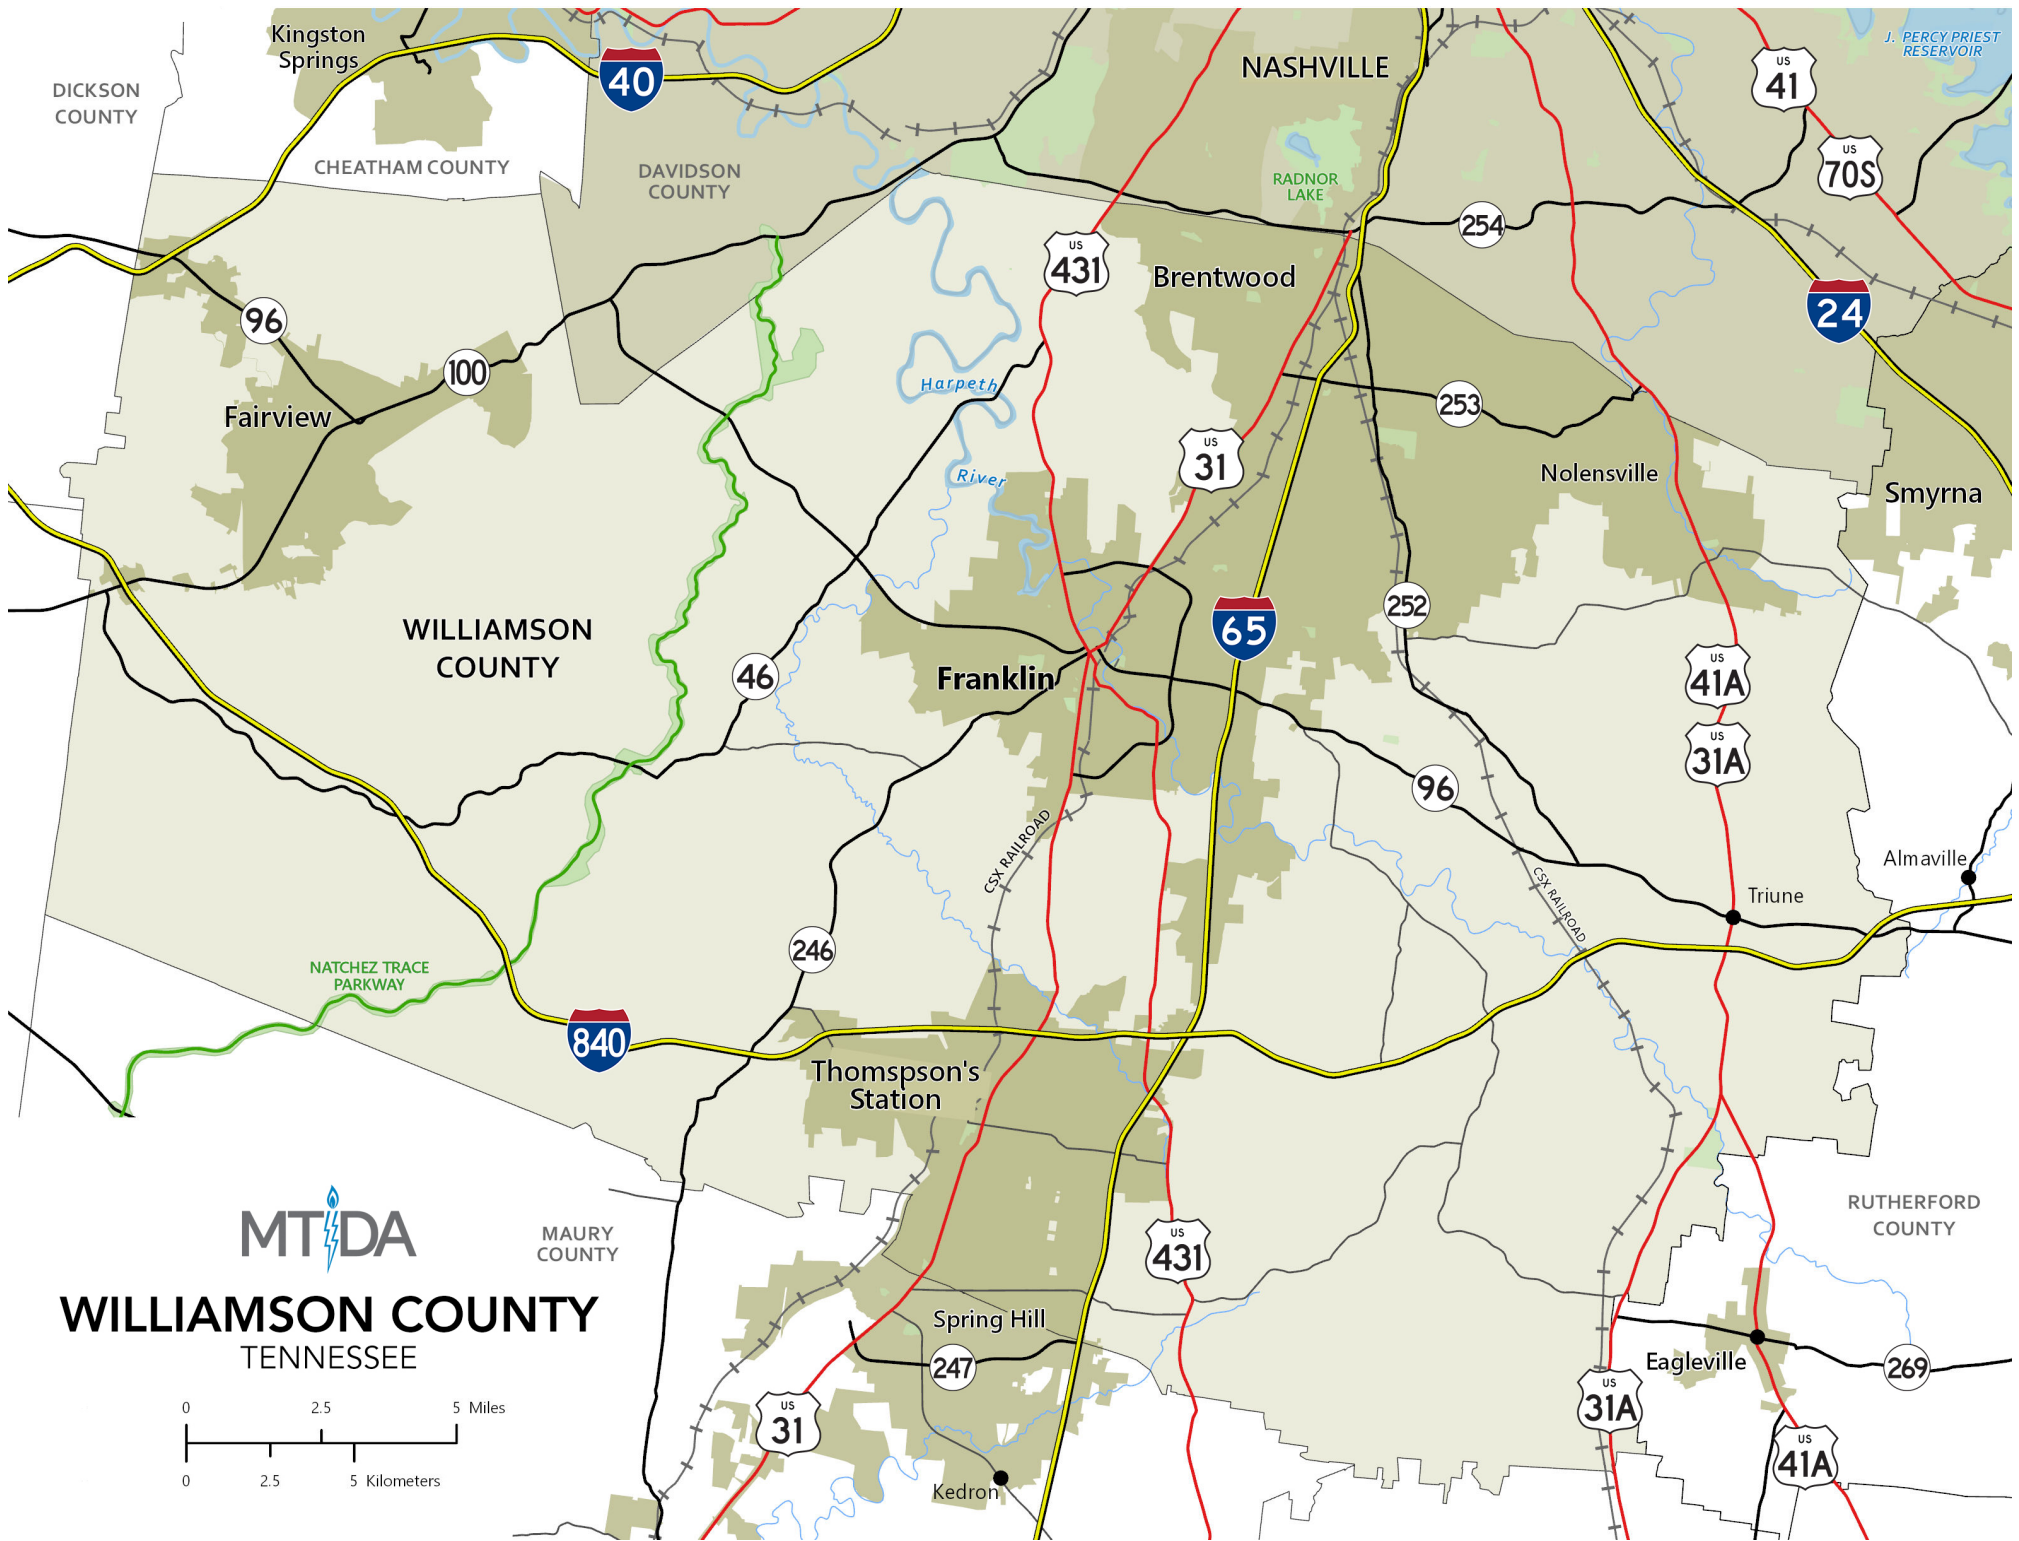 Kingston
Springs
DICKSON
COUNTY
40
CHEATHAM COUNTY
DAVIDSON
COUNTY
NASHVILLE
RADNOR
LAKE
US
41
US
70S
J. PERCY PRIEST
RESERVOIR
254
US
431
Brentwood
24
96
100
Fairview
Harpeth
River
253
US
31
Nolensville
Smyrna
WILLIAMSON
COUNTY
46
Franklin
65
252
US
41A
US
31A
96
CSX RAILROAD
CSX RAILROAD
Almaville
Triune
246
NATCHEZ TRACE
PARKWAY
840
Thomspson's
Station
MAURY
COUNTY
US
431
RUTHERFORD
COUNTY
Spring Hill
247
US
31
Kedron
Eagleville
269
US
31A
US
41A
MTIDA
WILLIAMSON COUNTY
TENNESSEE
0 2.5 5 Miles
0 2.5 5 Kilometers